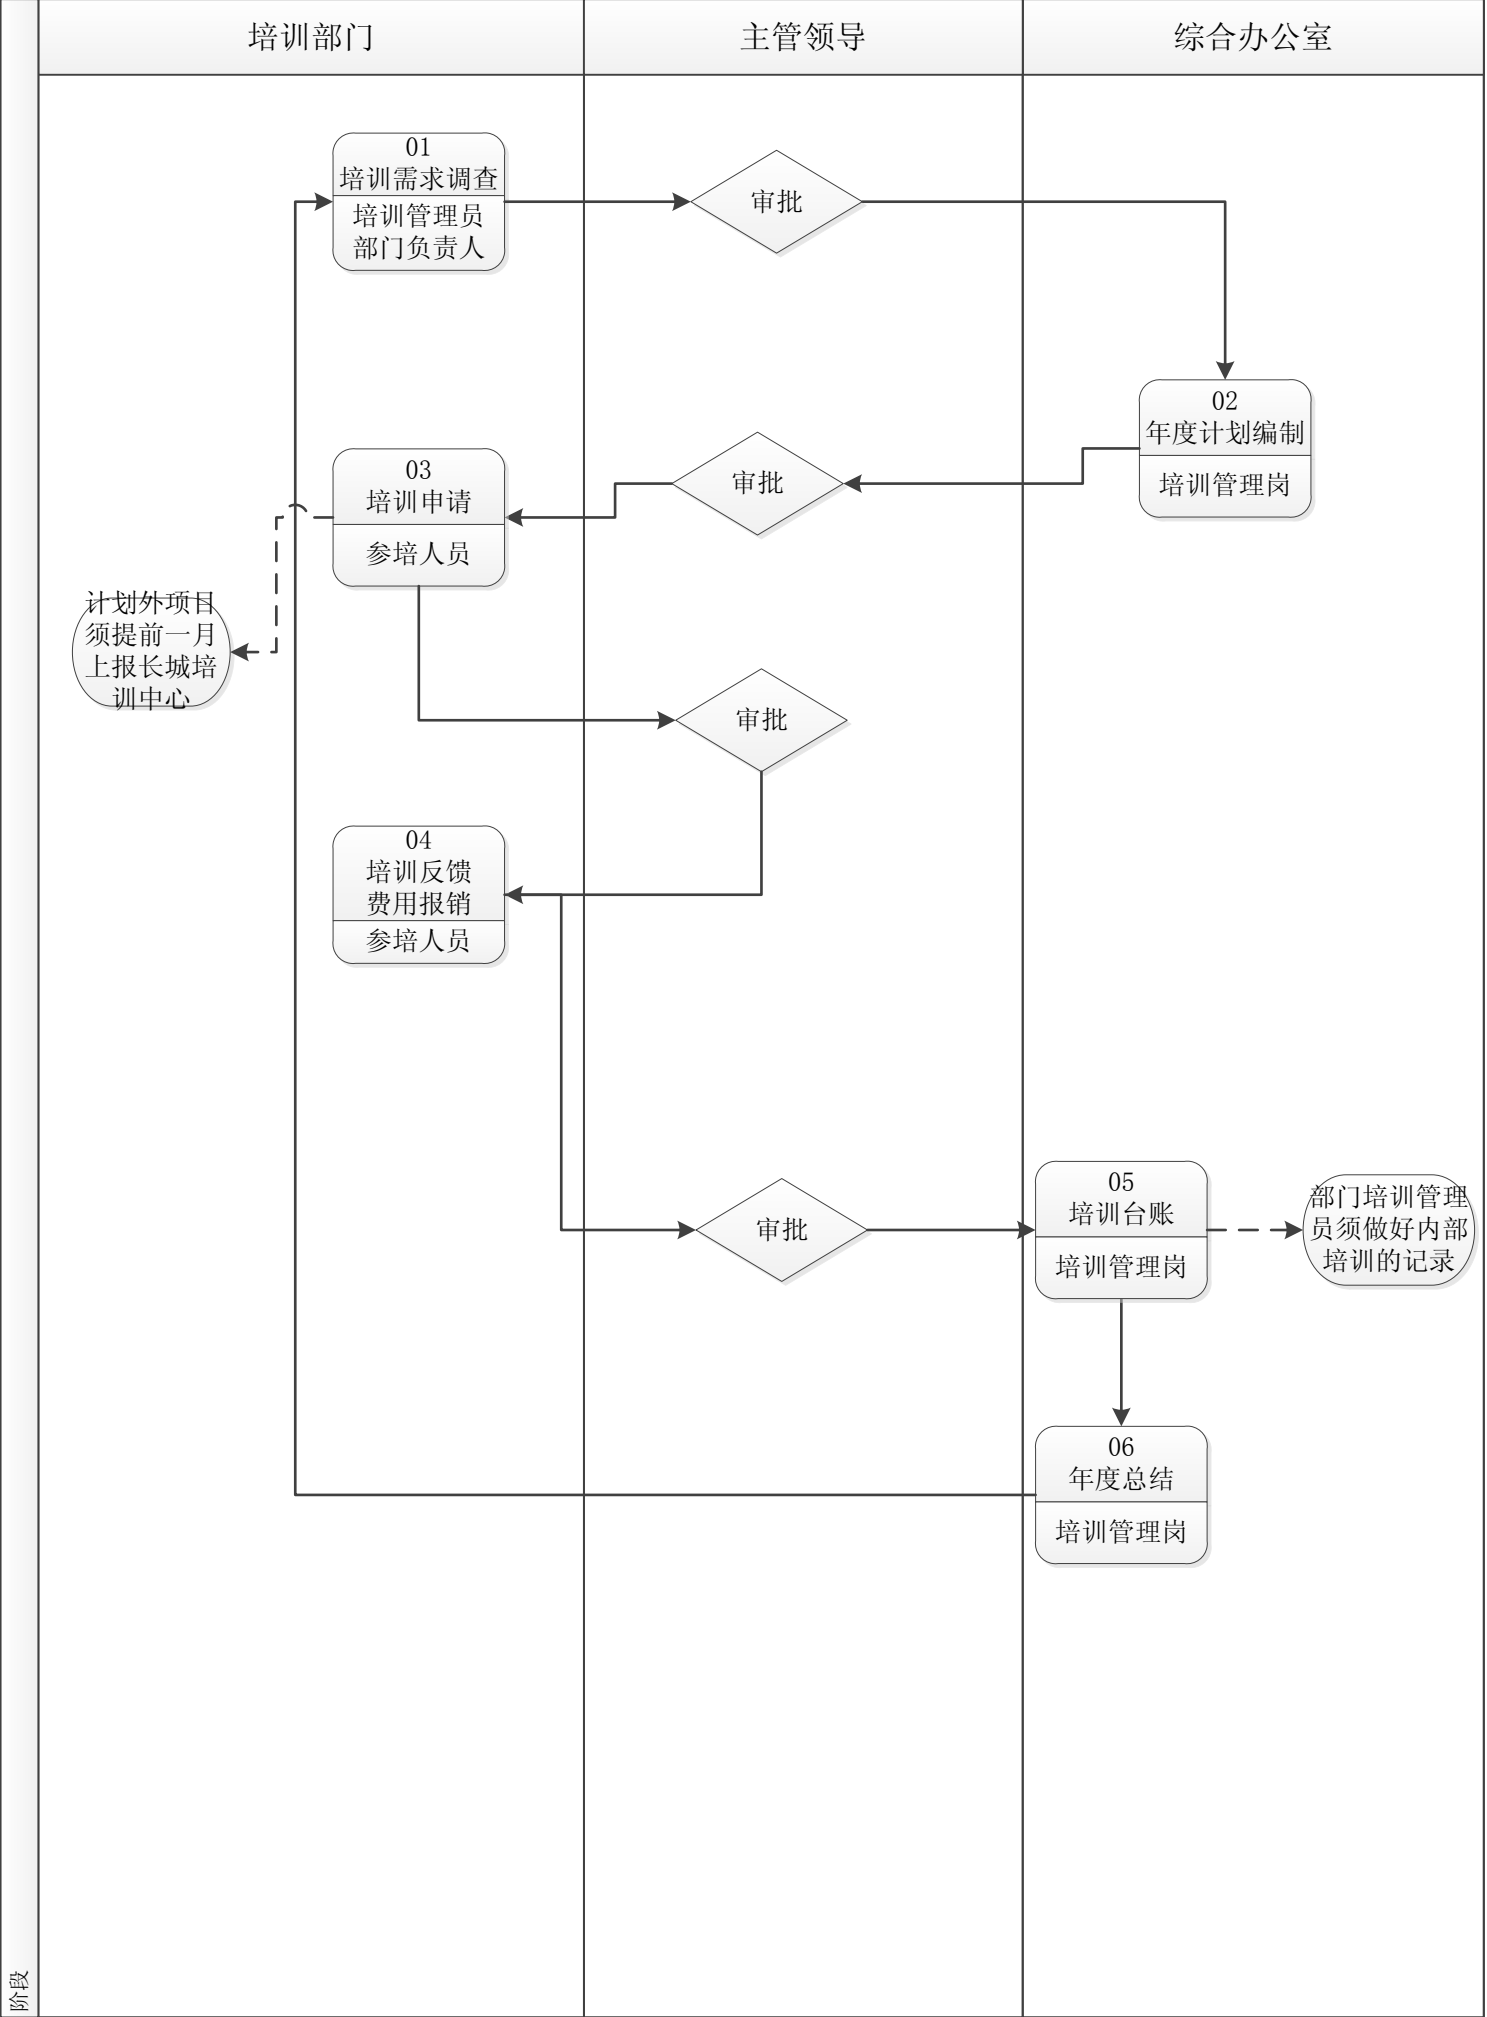 培训部门
主管领导
综合办公室
01
培训需求调查
培训管理员
部门负责人
审批
02
年度计划编制
培训管理岗
审批
03
培训申请
参培人员
计划外项目
须提前一月
上报长城培
训中心
审批
04
培训反馈
费用报销
参培人员
审批
05
培训台账
培训管理岗
部门培训管理
员须做好内部
培训的记录
06
年度总结
培训管理岗
阶段